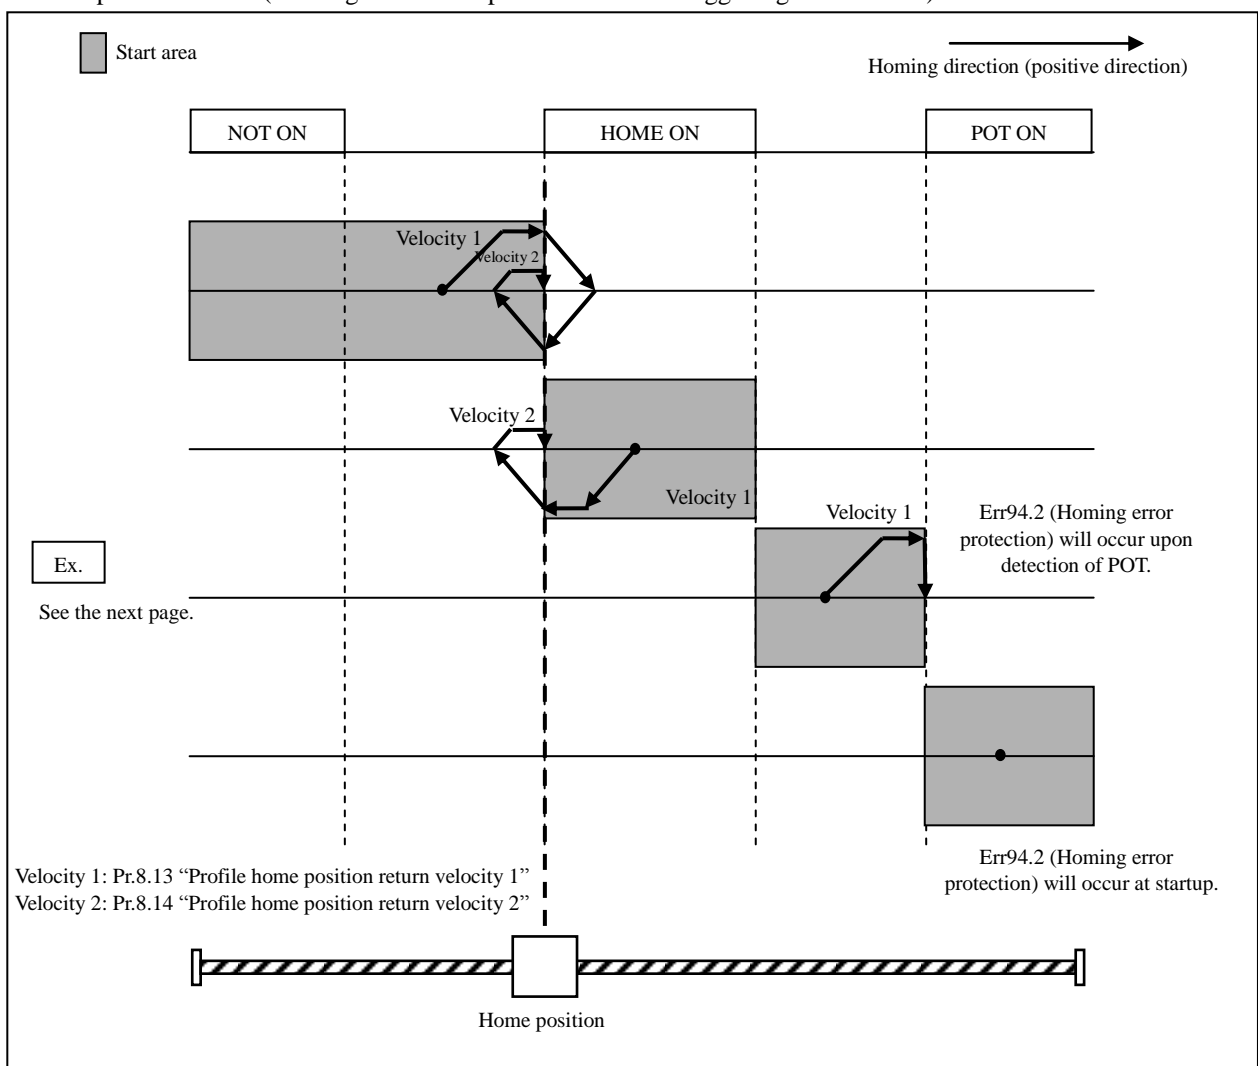 Start area
Homing direction (positive direction)
NOT ON
HOME ON
POT ON
Velocity 1
Velocity 2
Velocity 2
Velocity 1
Velocity 1
Err94.2 (Homing error
protection) will occur upon
detection of POT.
Ex.
See the next page.
Err94.2 (Homing error
protection) will occur at startup.
Velocity 1: Pr.8.13 “Profile home position return velocity 1”
Velocity 2: Pr.8.14 “Profile home position return velocity 2”
Home position